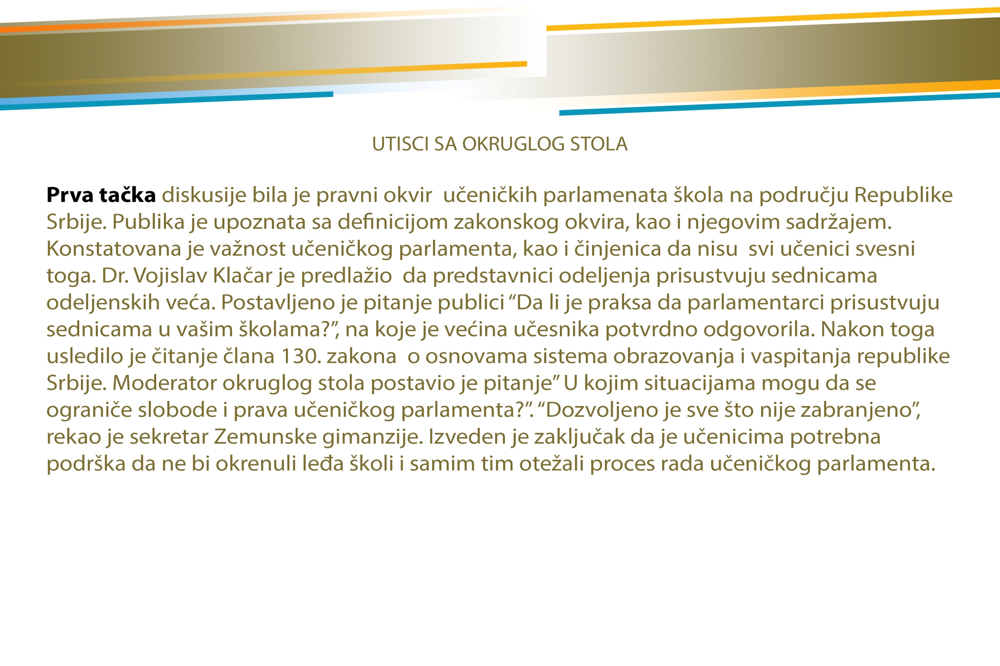 UTISCI SA OKRUGLOG STOLA
Prva tačka diskusije bila je pravni okvir  učeničkih parlamenata škola na području Republike
Srbije. Publika je upoznata sa definicijom zakonskog okvira, kao i njegovim sadržajem.
Konstatovana je važnost učeničkog parlamenta, kao i činjenica da nisu  svi učenici svesni
toga. Dr. Vojislav Klačar je predlažio  da predstavnici odeljenja prisustvuju sednicama
odeljenskih veća. Postavljeno je pitanje publici “Da li je praksa da parlamentarci prisustvuju
sednicama u vašim školama?”, na koje je većina učesnika potvrdno odgovorila. Nakon toga
usledilo je čitanje člana 130. zakona  o osnovama sistema obrazovanja i vaspitanja republike
Srbije. Moderator okruglog stola postavio je pitanje” U kojim situacijama mogu da se
ograniče slobode i prava učeničkog parlamenta?”. “Dozvoljeno je sve što nije zabranjeno”,
rekao je sekretar Zemunske gimanzije. Izveden je zaključak da je učenicima potrebna
podrška da ne bi okrenuli leđa školi i samim tim otežali proces rada učeničkog parlamenta.